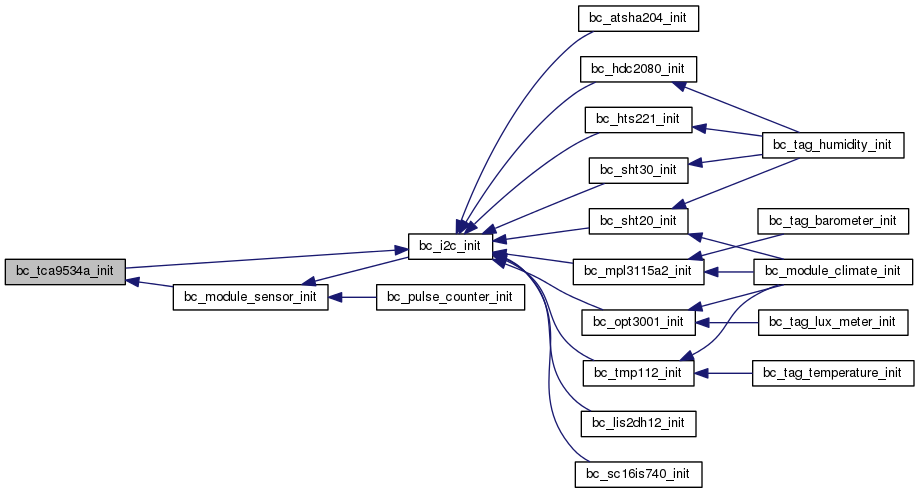 bc_atsha204_init
bc_hdc2080_init
bc_hts221_init
bc_tag_humidity_init
bc_sht30_init
bc_sht20_init
bc_tag_barometer_init
bc_i2c_init
bc_tca9534a_init
bc_mpl3115a2_init
bc_module_climate_init
bc_module_sensor_init
bc_pulse_counter_init
bc_opt3001_init
bc_tag_lux_meter_init
bc_tmp112_init
bc_tag_temperature_init
bc_lis2dh12_init
bc_sc16is740_init